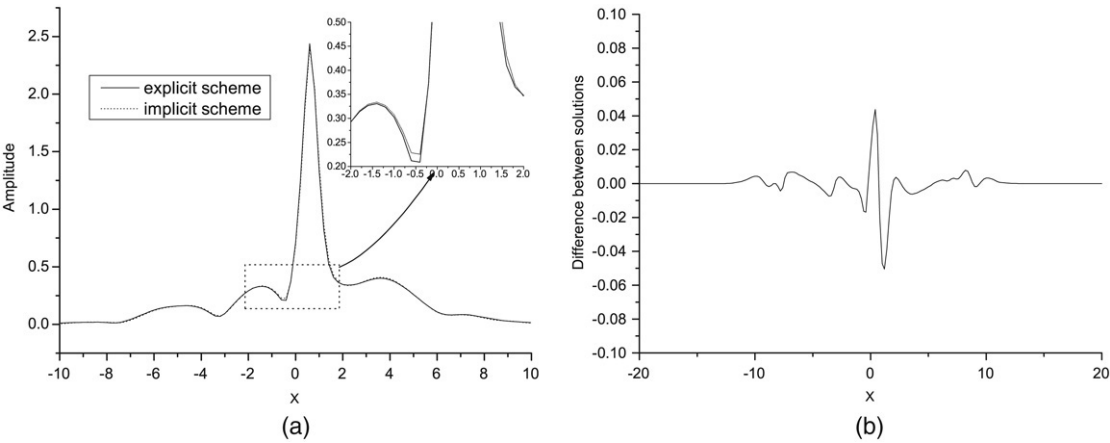 2.5
2.0
1.5
1.0
0.5
0.0
Amplitude
-10 -8 -6 -4 -2 0 2 4 6 8 10
X
explicit scheme
implicit scheme
0.50
0.45
0.40
0.35
0.30
0.25
0.20
-2.0 -1.5 -1.0 -0.5 0.0 0.5 1.0 1.5 2.0
(a)
0.10
0.08
0.06
0.04
0.02
0.00
-0.02
-0.04
-0.06
-0.08
-0.10
Difference between solutions
-20 -10 0 10 20
X
(b)